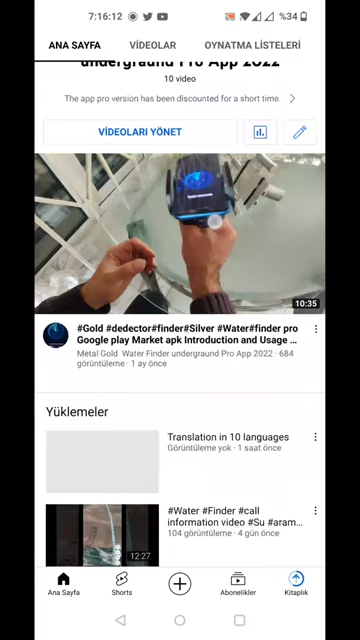 7:16:12
%34
ANA SAYFA
VİDEOLAR
OYNATMA LİSTELERİ
undergraund Pro App 2022
10 video
The app pro version has been discounted for a short time.
VİDEOLARI YÖNET
10:35
#Gold #dedector#finder#Silver #Water#finder pro
Google play Market apk Introduction and Usage ...
Metal Gold Water Finder undergraund Pro App 2022 · 684
görüntüleme · 1 ay önce
Yüklemeler
Translation in 10 languages
Görüntüleme yok · 1 saat önce
#Water #Finder #call
information video #Su #aram...
104 görüntüleme · 4 gün önce
12:27
Ana Sayfa
Shorts
Abonelikler
Kitaplık